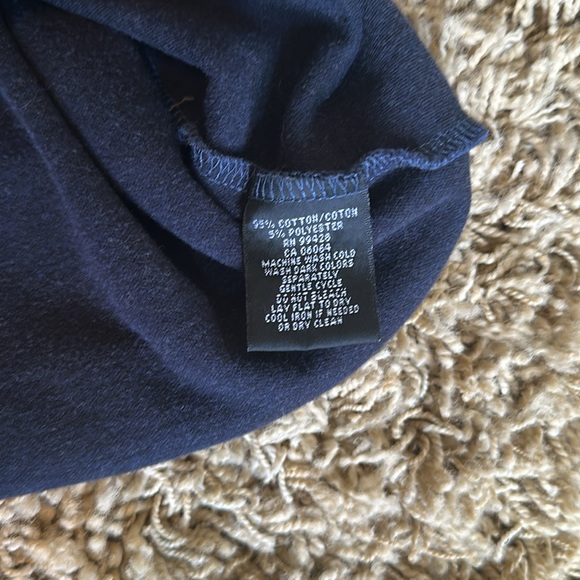 95% COTTON/COTON
5% POLYESTER
RN 99428
CA 06064
MACHINE WASH COLD
WASH DARK COLORS
SEPARATELY
GENTLE CYCLE
DO NOT BLEACH
LAY FLAT TO DRY
COOL IRON IF NEEDED
OR DRY CLEAN